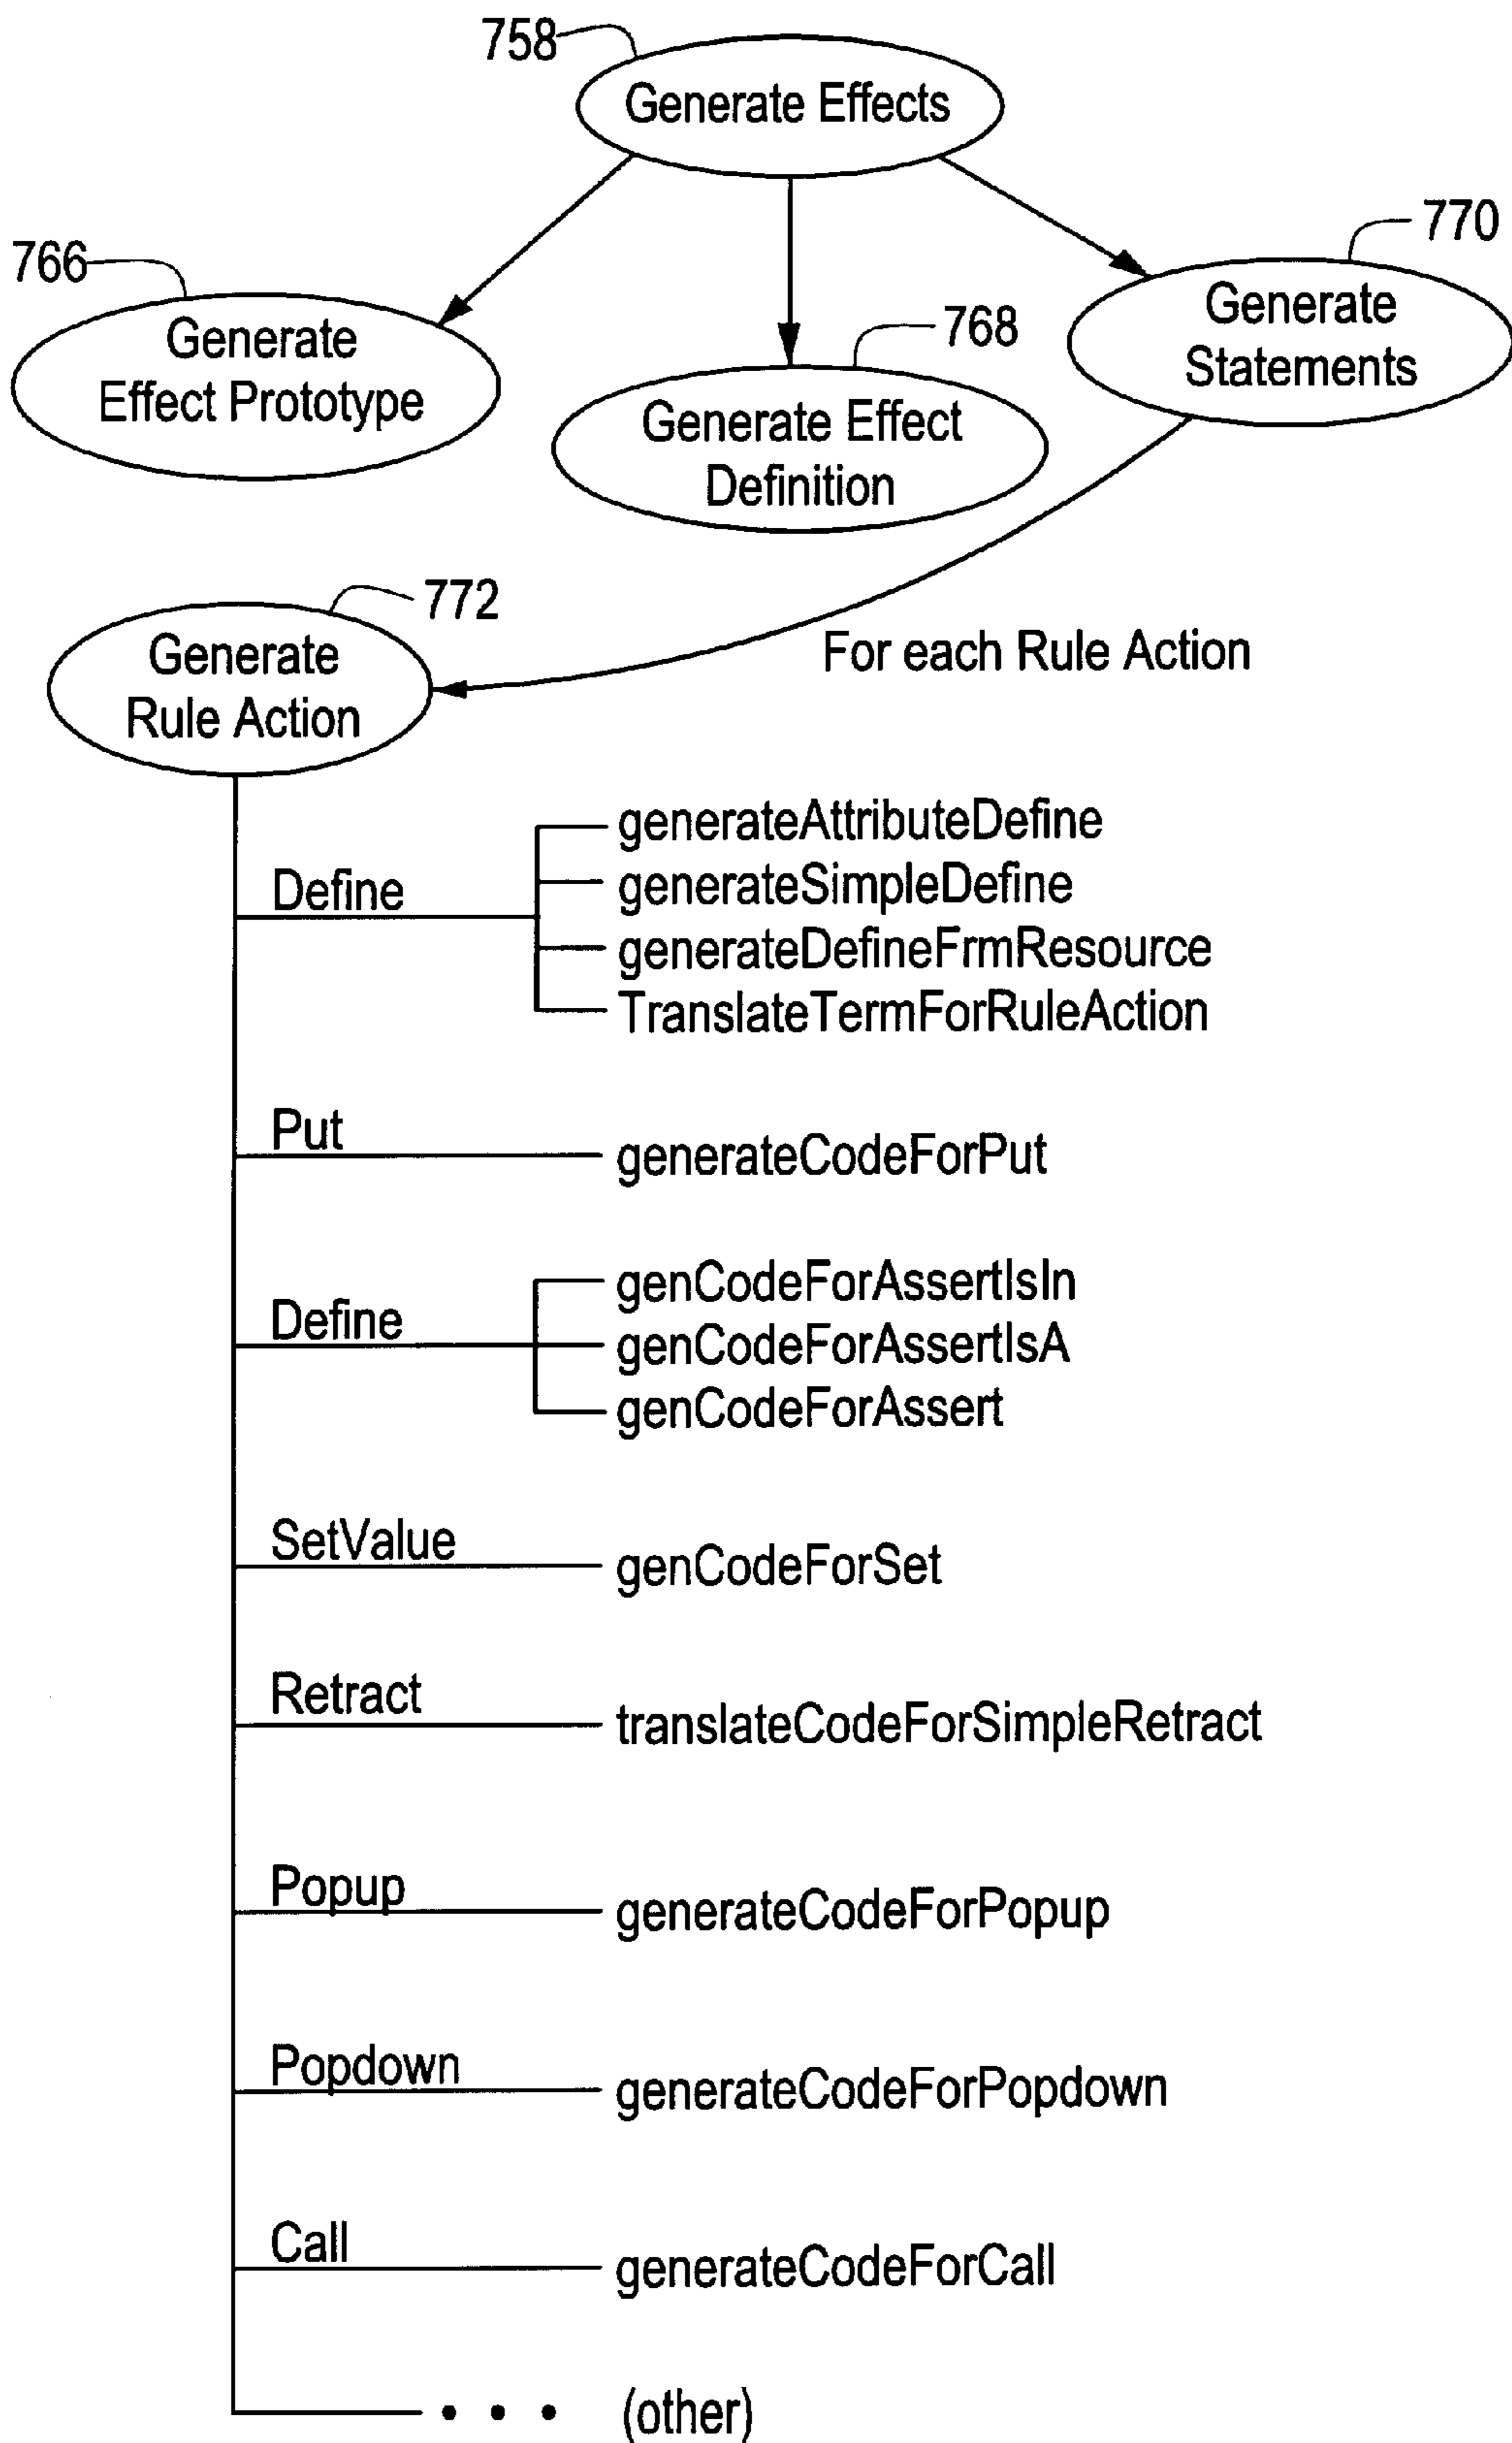 758
Generate Effects
770
766
Generate
Statements
Generate
Effect Prototype
768
Generate Effect
Definition
772
Generate
Rule Action
For each Rule Action
Define
generateAttributeDefine
generateSimpleDefine
generateDefineFrmResource
TranslateTermForRuleAction
Put
generateCodeForPut
Define
genCodeForAssertIsIn
genCodeForAssertIsA
genCodeForAssert
SetValue
genCodeForSet
Retract
translateCodeForSimpleRetract
Popup
generateCodeForPopup
Popdown
generateCodeForPopdown
Call
generateCodeForCall
• • • (other)